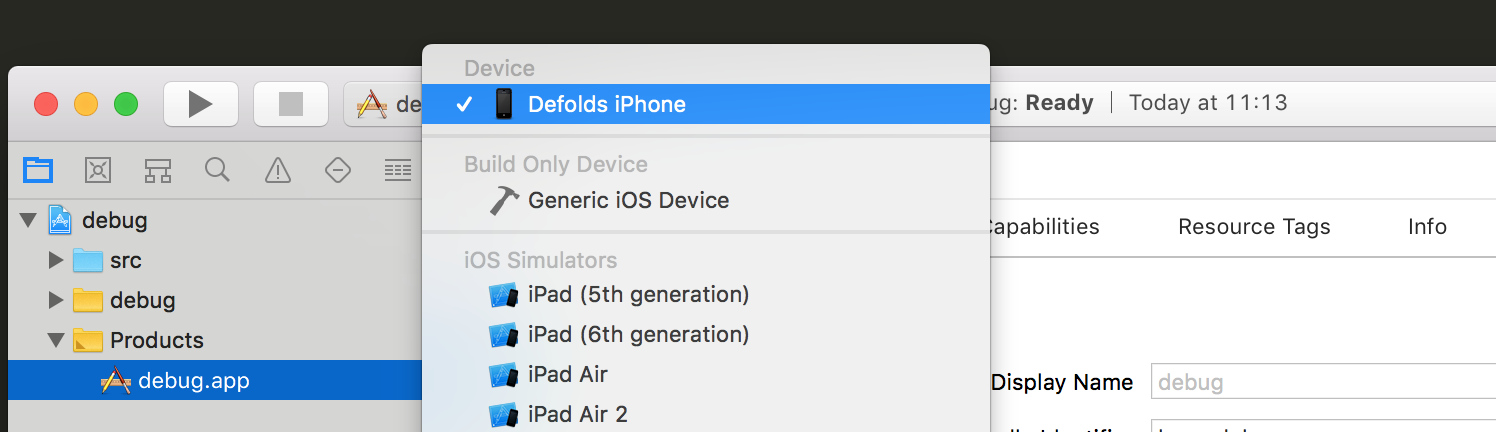 Device
Defolds iPhone
Ready
Today at 11:13
Build Only Device
Generic iOS Device
iOS Simulators
iPad (5th generation)
iPad (6th generation)
iPad Air
iPad Air 2
debug
src
debug
Products
debug.app
Capabilities
Resource Tags
Info
Display Name
debug